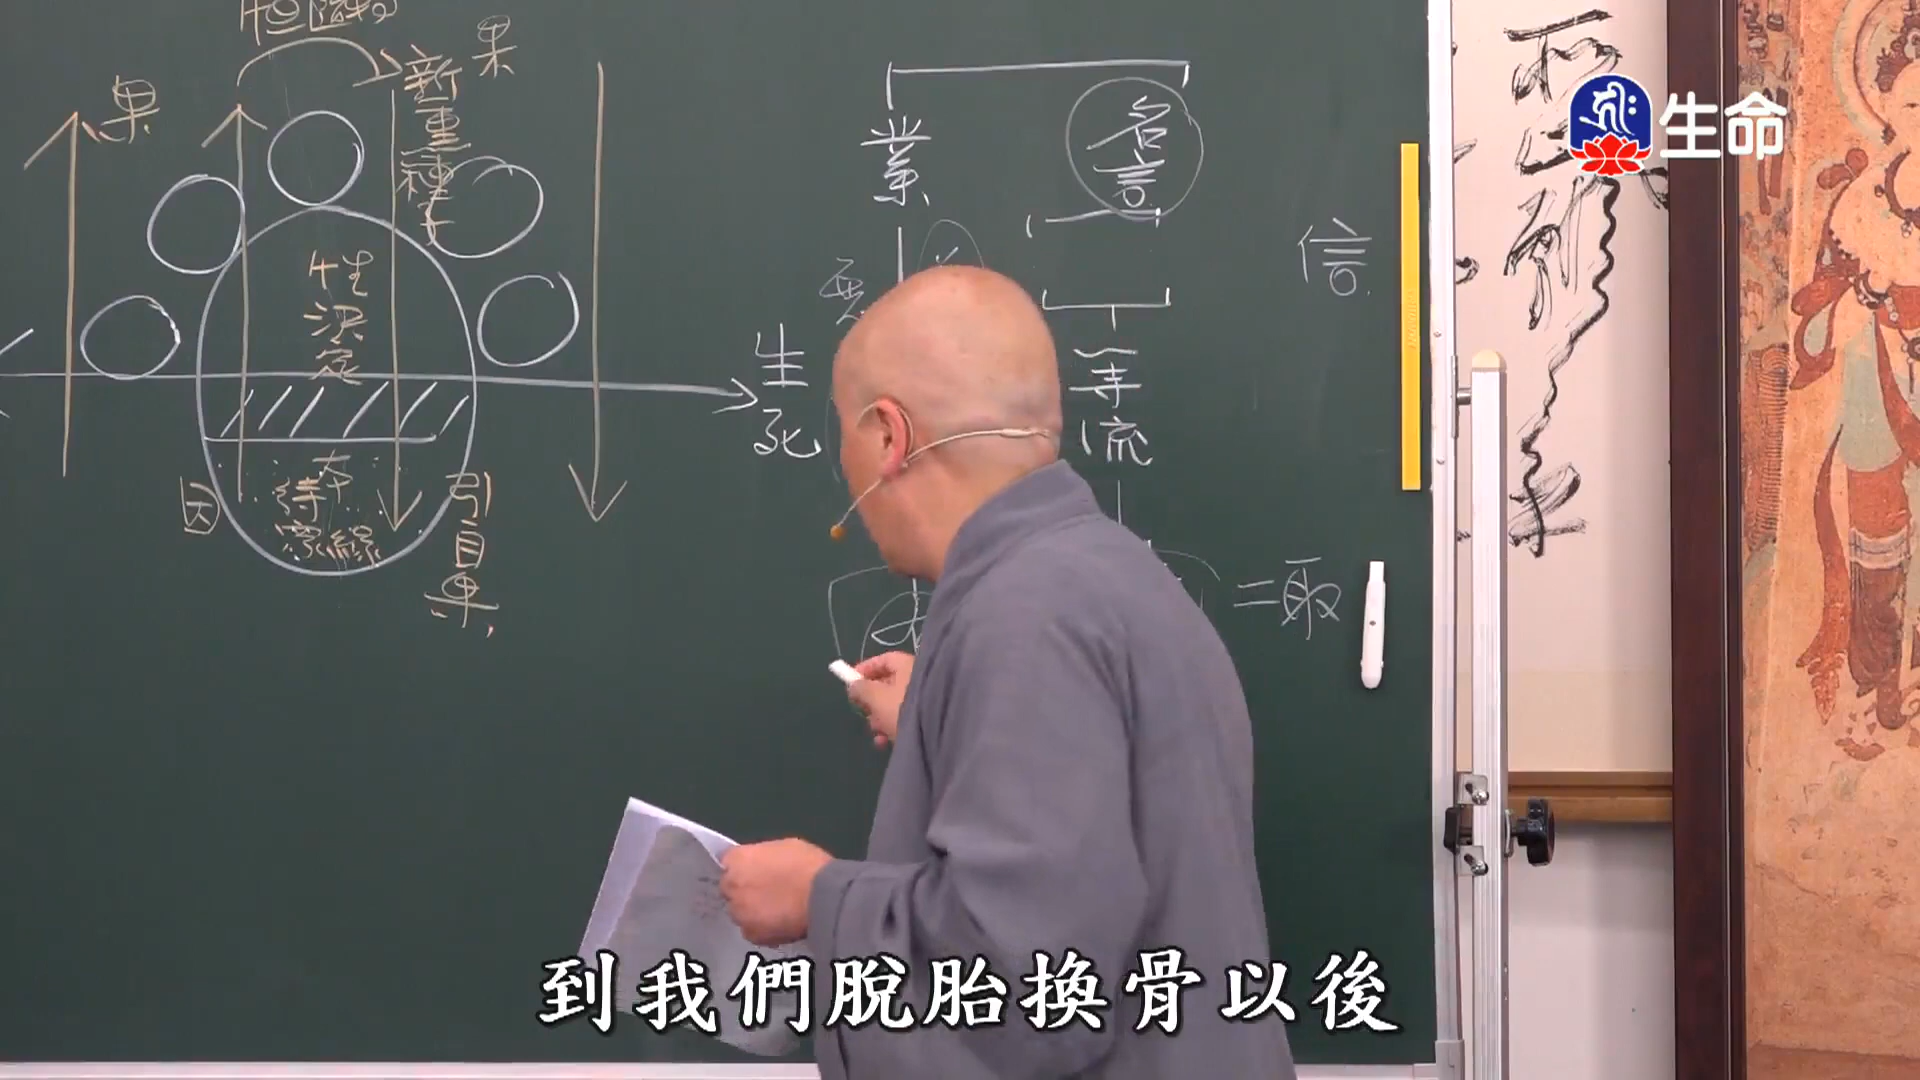 恒隨轉
果
果
新熏種子
性決定
因
本
待眾緣
引自果
業
名言
生死
等流
二取
信
生命
到我們脫胎換骨以後